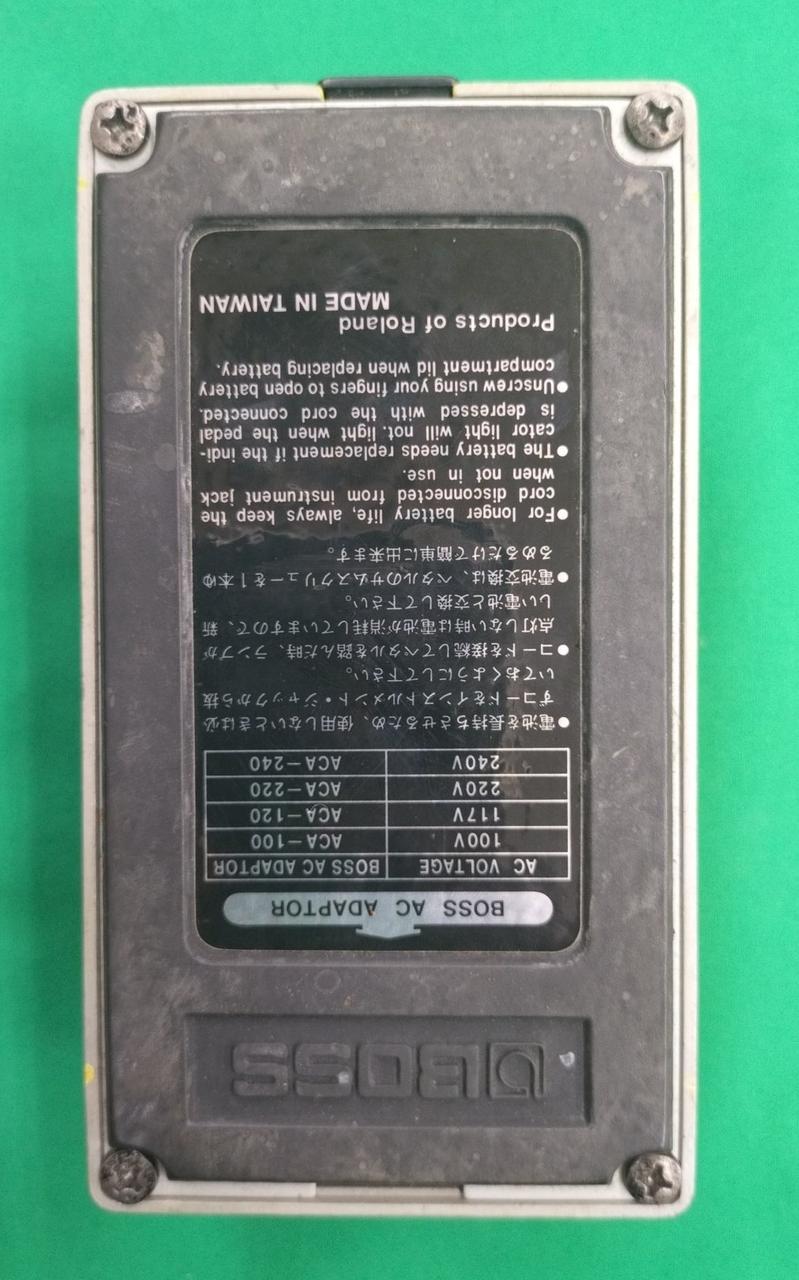 BOSS
BOSS AC ADAPTOR
AC VOLTAGE BOSS AC ADAPTOR
100V ACA-100
117V ACA-120
220V ACA-220
240V ACA-240
●電池を長持ちさせるため、使用しないときは必
ずコードをインストルメント・ジャックから抜
いておくようにして下さい。
●コードを接続してペタルを踏んだ時、ランプが
点灯しない時は電池が消耗していますので、新
しい電池と交換して下さい。
●電池交換は、ペタルのサムスクリューを1本ゆ
るめるだけで簡単に出来ます。
●For longer battery life, always keep the
cord disconnected from instrument jack
when not in use.
●The battery needs replacement if the indi-
cator light will not. light when the pedal
is depressed with the cord connected.
●Unscrew using your fingers to open battery
compartment lid when replacing battery.
Products of Roland
MADE IN TAIWAN